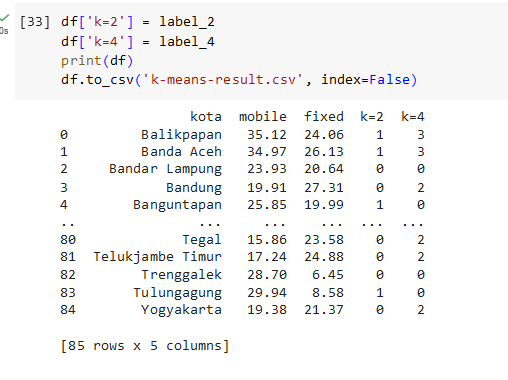 [33] df['k=2'] = label_2
df['k=4'] = label_4
print(df)
df.to_csv('k-means-result.csv', index=False)
0s
kota mobile fixed k=2 k=4
0 Balikpapan 35.12 24.06 1 3
1 Banda Aceh 34.97 26.13 1 3
2 Bandar Lampung 23.93 20.64 0 0
3 Bandung 19.91 27.31 0 2
4 Banguntapan 25.85 19.99 1 0
.. ... ... ... ... ...
80 Tegal 15.86 23.58 0 2
81 Telukjambe Timur 17.24 24.88 0 2
82 Trenggalek 28.70 6.45 0 0
83 Tulungagung 29.94 8.58 1 0
84 Yogyakarta 19.38 21.37 0 2
[85 rows x 5 columns]